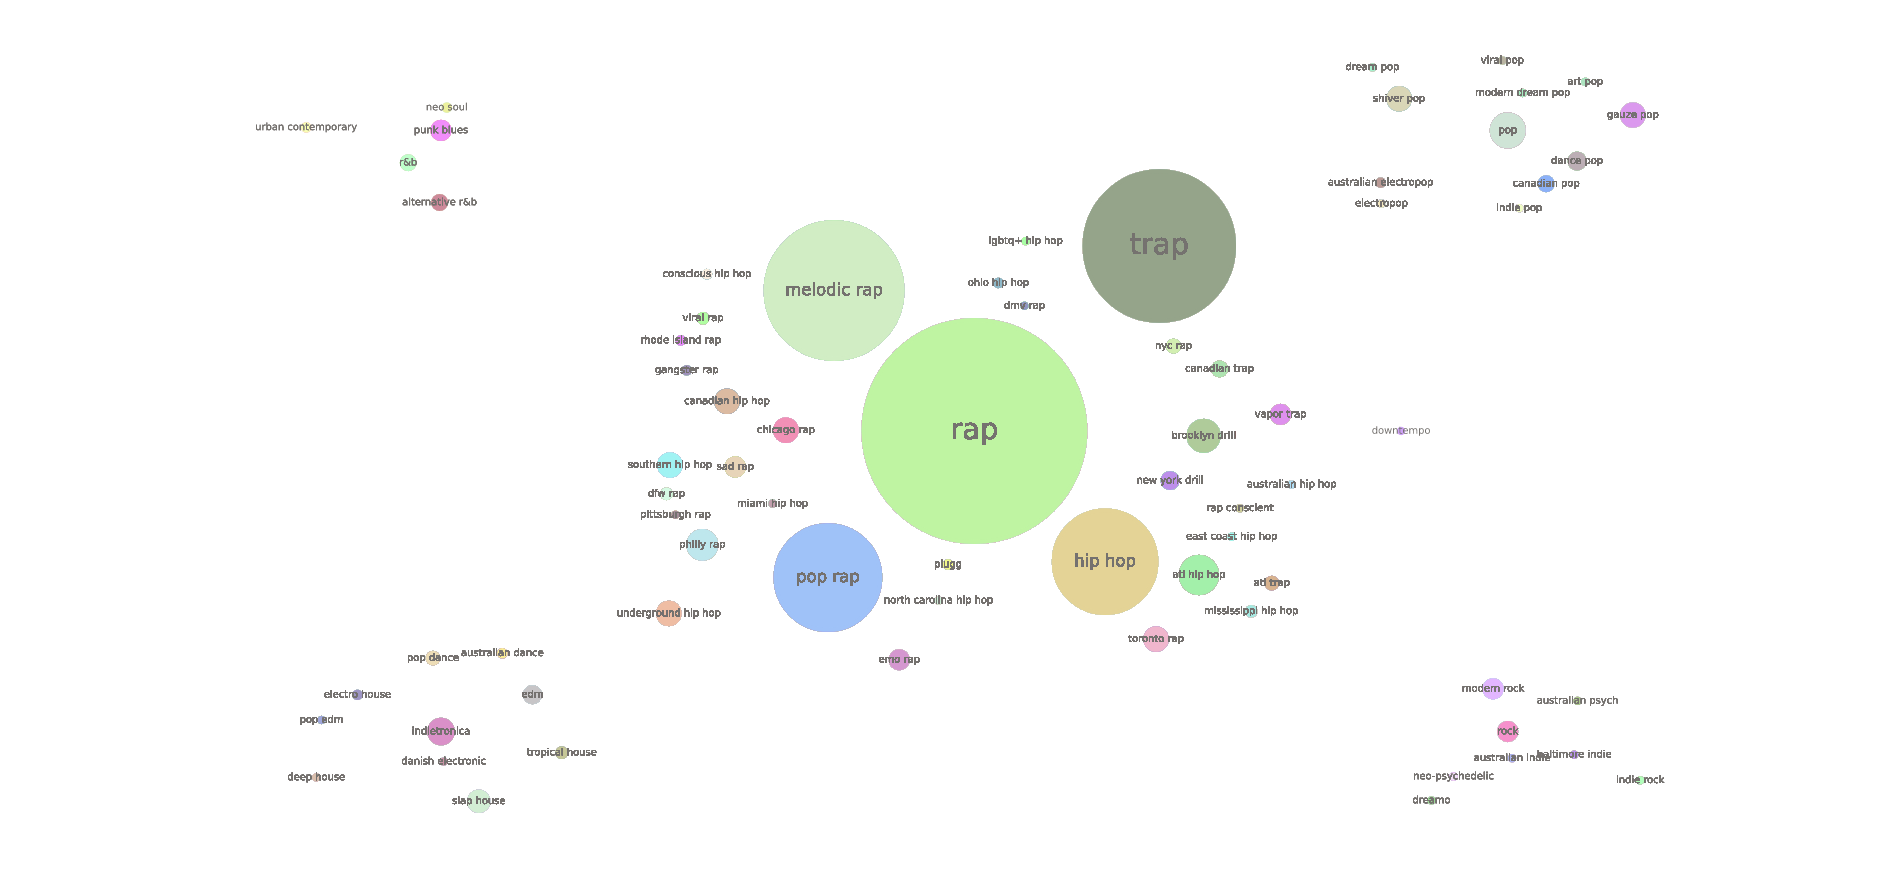 neo soul
urban contemporary
punk blues
r&b
alternative r&b
dream pop
viral pop
art pop
shiver pop
modern dream pop
gauze pop
pop
dance pop
australian electropop
canadian pop
electropop
indie pop
trap
lgbtq+ hip hop
conscious hip hop
melodic rap
ohio hip hop
dmv rap
viral rap
rhode island rap
nyc rap
gangster rap
canadian trap
canadian hip hop
vapor trap
chicago rap
rap
brooklyn drill
downtempo
southern hip hop
sad rap
new york drill
australian hip hop
dfw rap
miami hip hop
rap conscient
pittsburgh rap
east coast hip hop
philly rap
plugg
hip hop
pop rap
atl hip hop
atl trap
north carolina hip hop
mississippi hip hop
underground hip hop
toronto rap
emo rap
pop dance
australian dance
electro house
edm
pop edm
indietronica
tropical house
danish electronic
deep house
slap house
modern rock
australian psych
rock
australian indie
baltimore indie
neo-psychedelic
indie rock
dreamo